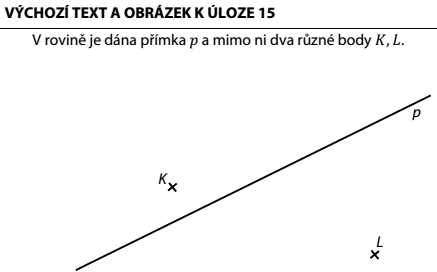 VÝCHOZÍ TEXT A OBRÁZEK K ÚLOZE 15
V rovině je dána přímka p a mimo ni dva různé body K, L.
p
K
L